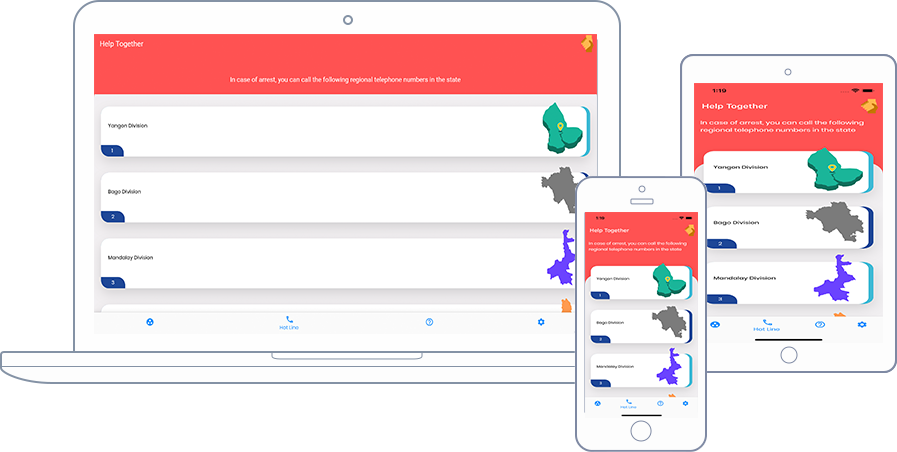 Help Together
In case of arrest, you can call the following regional telephone numbers in the state
Yangon Division
1
Bago Division
2
Mandalay Division
3
Hot Line
1:19
Help Together
In case of arrest, you can call the following
regional telephone numbers in the state
Yangon Division
1
Bago Division
2
Mandalay Division
3
Hot Line
1:19
Help Together
In case of arrest, you can call the following
regional telephone numbers in the state
Yangon Division
1
Bago Division
2
Mandalay Division
3
Hot Line